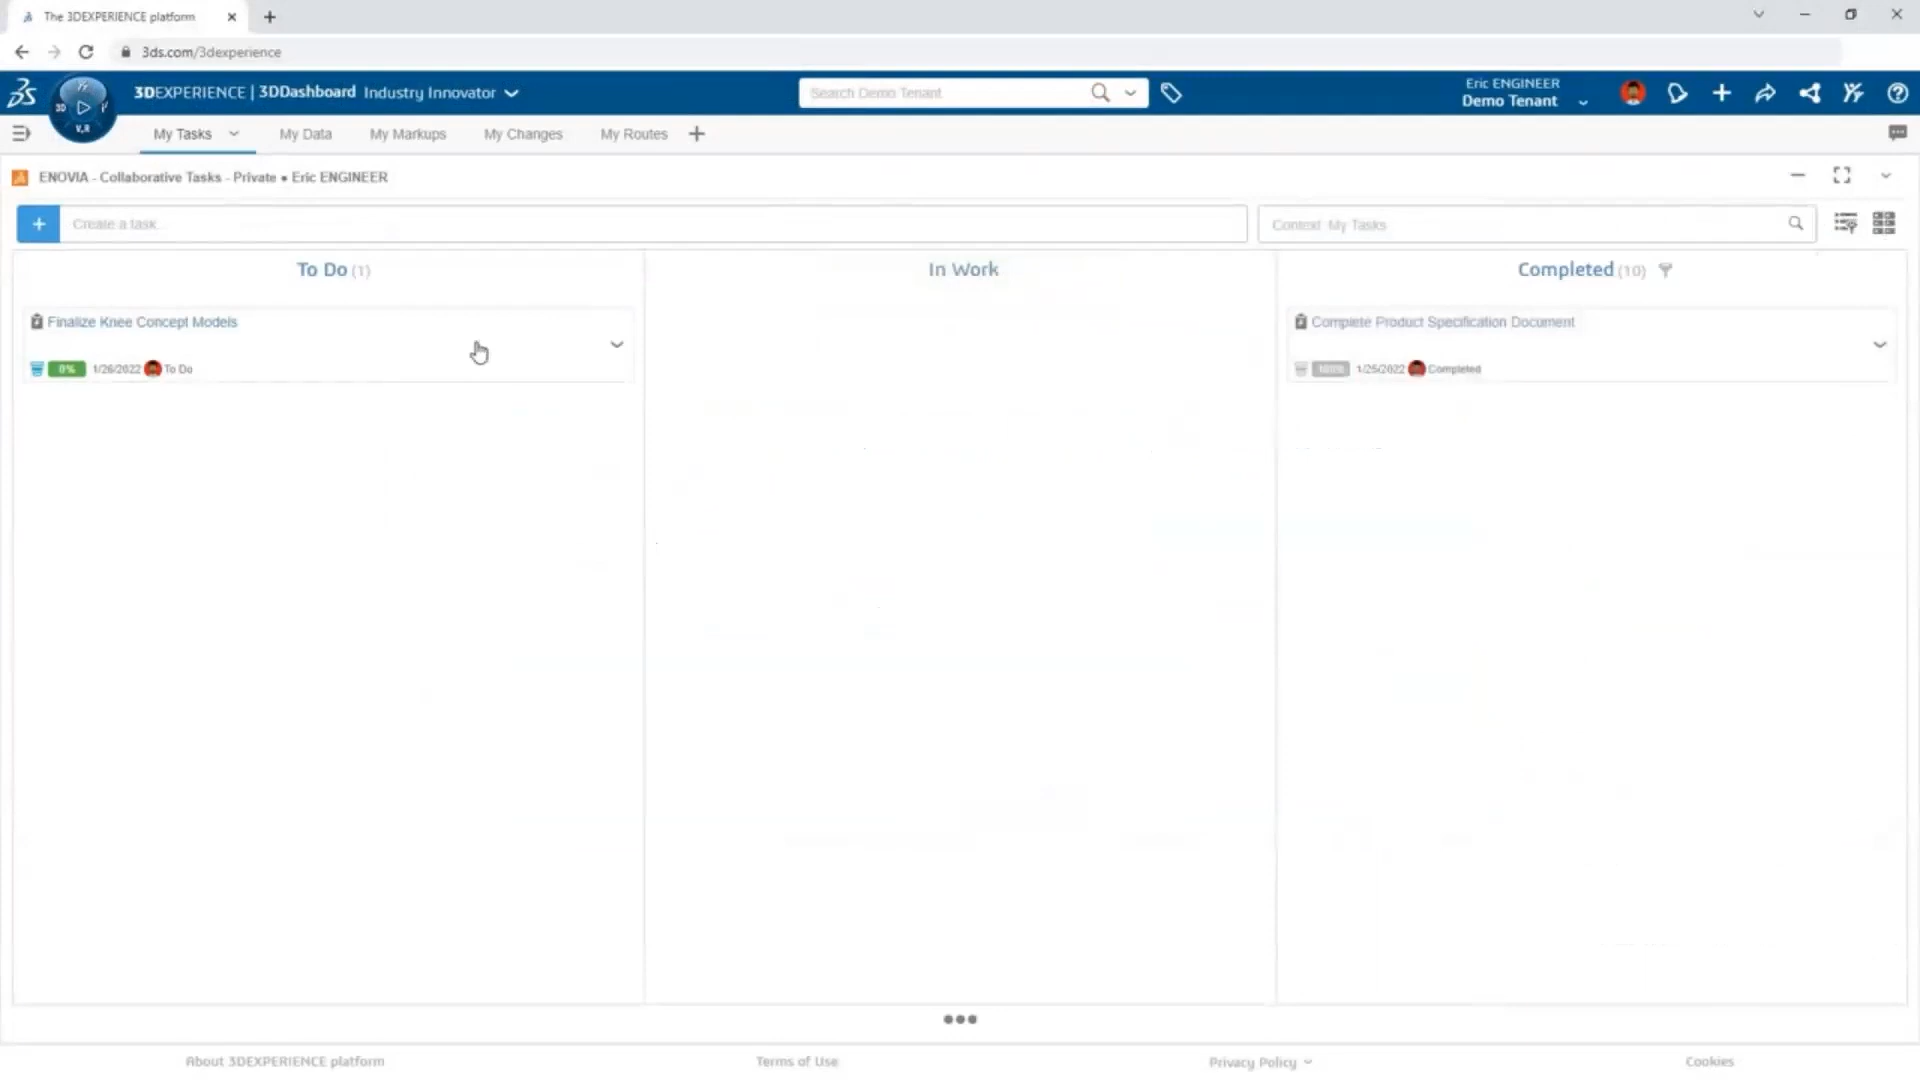 The 3DEXPERIENCE platform
3ds.com/3dexperience
3DEXPERIENCE | 3DDashboard Industry Innovator
Search Demo Tenant
Eric ENGINEER
Demo Tenant
3D
V,R
My Tasks
My Data
My Markups
My Changes
My Routes
ENOVIA - Collaborative Tasks - Private • Eric ENGINEER
Create a task
Context: My Tasks
To Do (1)
In Work
Completed (10)
Finalize Knee Concept Models
0% 1/26/2022 To Do
Complete Product Specification Document
100% 1/25/2022 Completed
About 3DEXPERIENCE platform
Terms of Use
Privacy Policy
Cookies